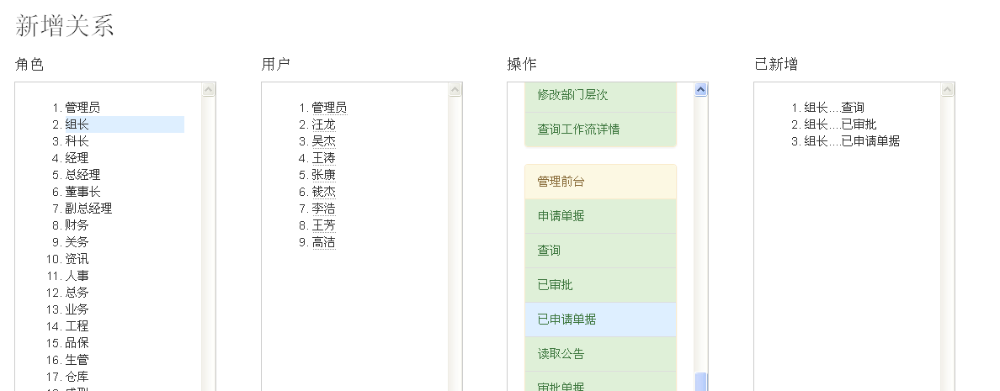 新增关系
角色
1. 管理员
2. 组长
3. 科长
4. 经理
5. 总经理
6. 董事长
7. 副总经理
8. 财务
9. 关务
10. 资讯
11. 人事
12. 总务
13. 业务
14. 工程
15. 品保
16. 生管
17. 仓库
用户
1. 管理员
2. 汪龙
3. 吴杰
4. 王涛
5. 张康
6. 钱杰
7. 李浩
8. 王芳
9. 高洁
操作
修改部门层次
查询工作流详情
管理前台
申请单据
查询
已审批
已申请单据
读取公告
审批单据
已新增
1. 组长....查询
2. 组长....已审批
3. 组长....已申请单据